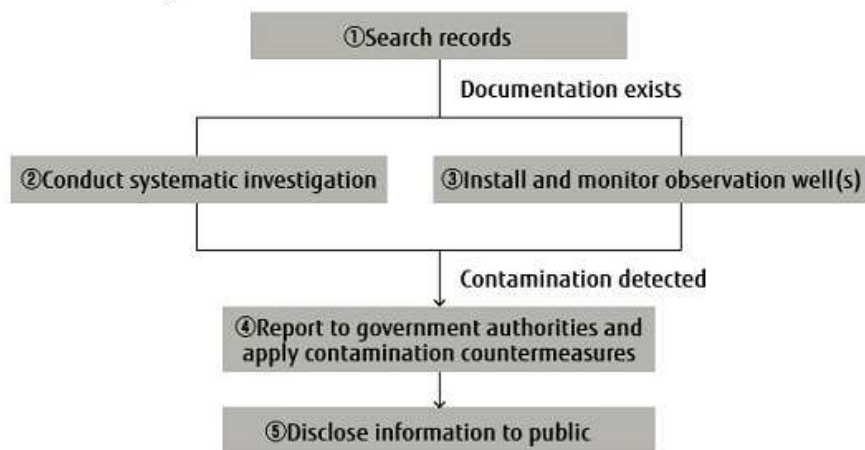 ①Search records
Documentation exists
②Conduct systematic investigation
③Install and monitor observation well(s)
Contamination detected
④Report to government authorities and
apply contamination countermeasures
⑤Disclose information to public